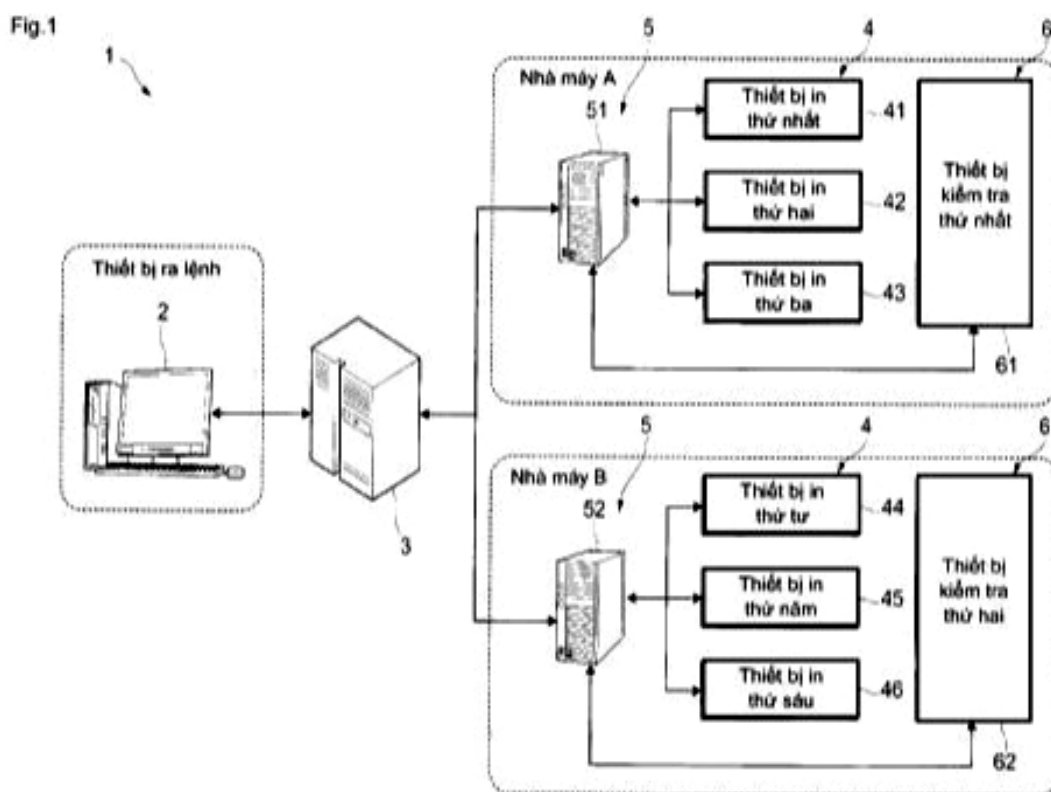 Fig.1
1
5
4
6
Nhà máy A
51
Thiết bị in
thứ nhất
41
Thiết bị in
thứ hai
42
Thiết bị in
thứ ba
43
Thiết bị
kiểm tra
thứ nhất
61
Thiết bị ra lệnh
2
3
5
4
6
Nhà máy B
52
Thiết bị in
thứ tư
44
Thiết bị in
thứ năm
45
Thiết bị in
thứ sáu
46
Thiết bị
kiểm tra
thứ hai
62